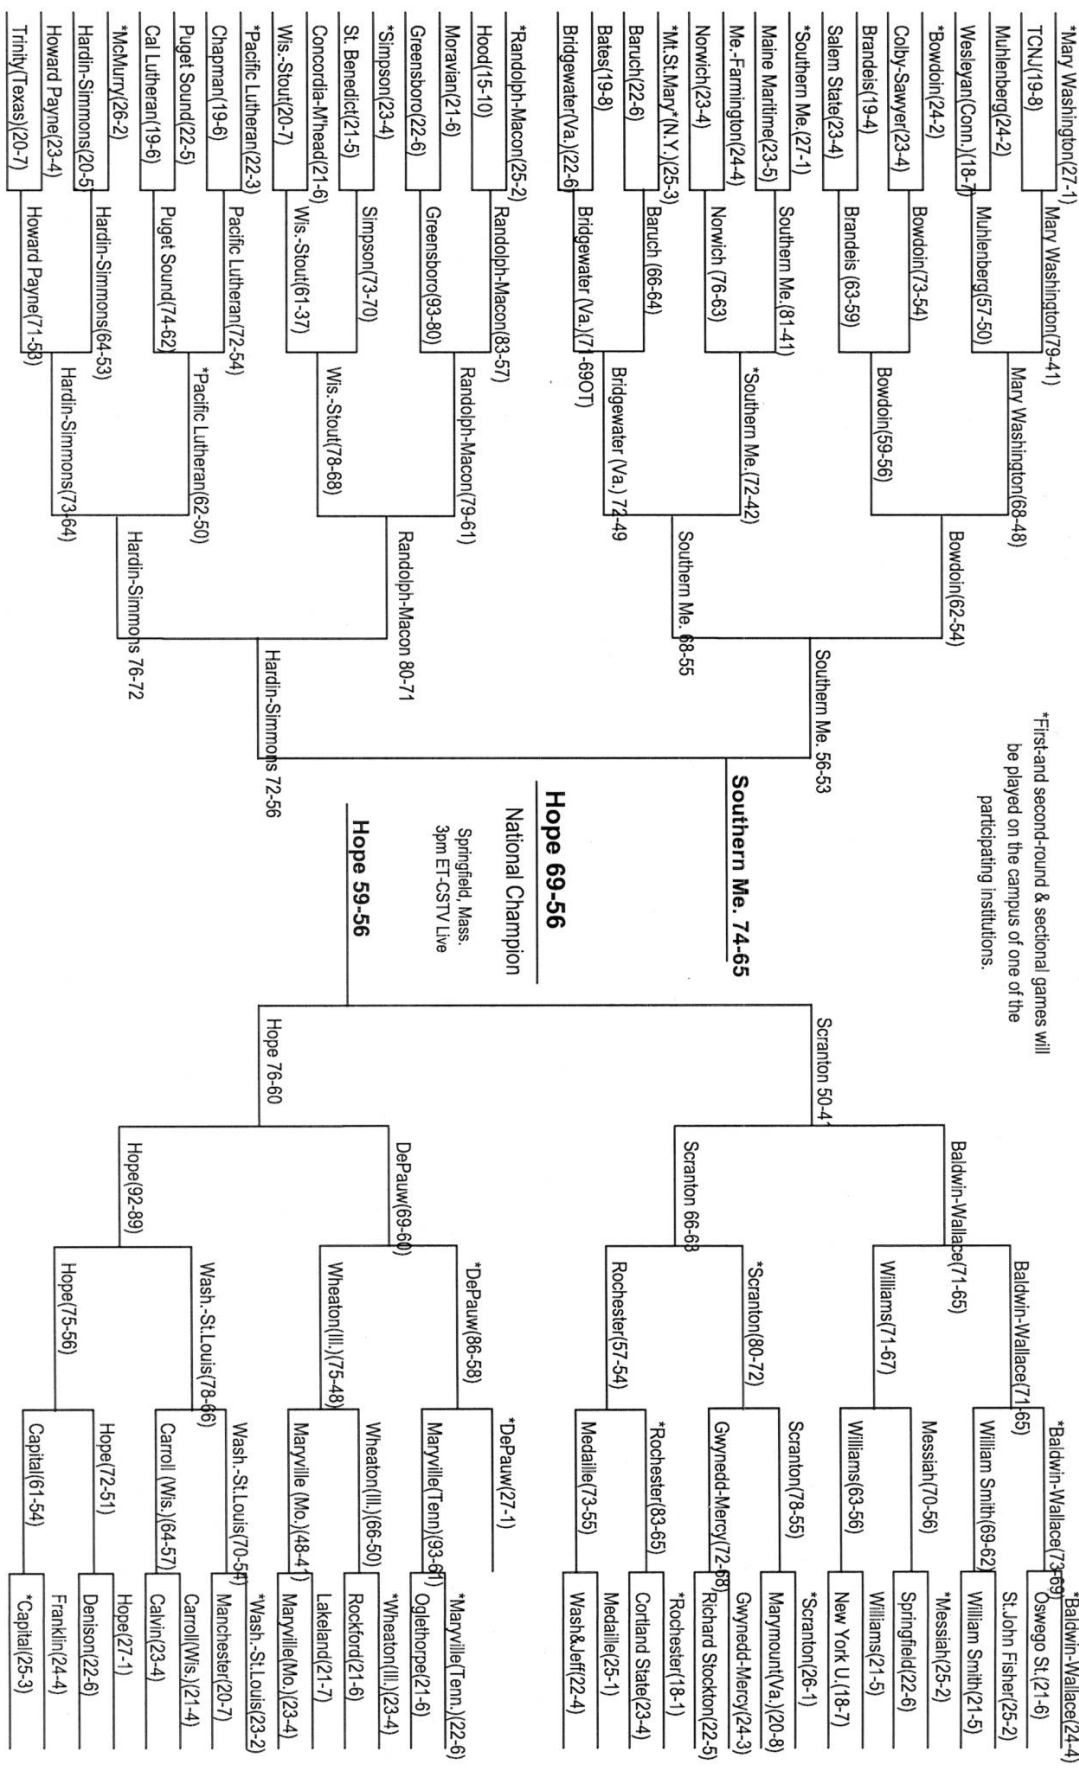 *Mary Washington(27-1)
TCNJ(19-8)
Muhlenberg(24-2)
Wesleyan(Conn.)(18-7)
*Bowdoin(24-2)
Colby-Sawyer(23-4)
Brandeis(19-4)
Salem State(23-4)
*Southern Me.(27-1)
Maine Maritime(23-5)
Me.-Farmington(24-4)
Norwich(23-4)
*Mt.St.Mary*(N.Y.)(25-3)
Baruch(22-6)
Bates(19-8)
Bridgewater(Va.)(22-6)
*Randolph-Macon(25-2)
Hood(15-10)
Moravian(21-6)
Greensboro(22-6)
*Simpson(23-4)
St. Benedict(21-5)
Concordia-M'head(21-6)
Wis.-Stout(20-7)
*Pacific Lutheran(22-3)
Chapman(19-6)
Puget Sound(22-5)
Cal Lutheran(19-6)
*McMurry(26-2)
Hardin-Simmons(20-5)
Howard Payne(23-4)
Trinity(Texas)(20-7)
Mary Washington(79-41)
Muhlenberg(57-50)
Bowdoin(73-54)
Brandeis (63-59)
Southern Me.(81-41)
Norwich (76-63)
Baruch (66-64)
Bridgewater (Va.)(71-69OT)
Randolph-Macon(83-57)
Greensboro(93-80)
Simpson(73-70)
Wis.-Stout(61-37)
Pacific Lutheran(72-54)
Puget Sound(74-62)
Hardin-Simmons(64-53)
Howard Payne(71-53)
Mary Washington(68-48)
Bowdoin(59-56)
*Southern Me.(72-42)
Bridgewater (Va.) 72-49
Randolph-Macon(79-61)
Wis.-Stout(78-68)
*Pacific Lutheran(62-50)
Hardin-Simmons(73-64)
Bowdoin(62-54)
Southern Me. 68-55
Randolph-Macon 80-71
Hardin-Simmons 76-72
Southern Me. 56-53
Hardin-Simmons 72-56
*First-and second-round & sectional games will
be played on the campus of one of the
participating institutions.
Southern Me. 74-65
Hope 69-56
National Champion
Springfield, Mass.
3pm ET-CSTV Live
Hope 59-56
Scranton 50-41
Hope 76-60
Baldwin-Wallace(71-65)
Scranton 66-63
DePauw(69-60)
Hope(92-89)
Baldwin-Wallace(71-65)
Williams(71-67)
*Scranton(80-72)
Rochester(57-54)
*DePauw(86-58)
Wheaton(Ill.)(75-48)
Wash.-St.Louis(78-66)
Hope(75-56)
*Baldwin-Wallace(73-69)
William Smith(69-62)
Messiah(70-56)
Williams(63-56)
Scranton(78-55)
Gwynedd-Mercy(72-68)
*Rochester(83-65)
Medaille(73-55)
*DePauw(27-1)
Maryville(Tenn)(93-61)
Wheaton(Ill.)(66-50)
Maryville (Mo.)(48-41)
Wash.-St.Louis(70-54)
Carroll (Wis.)(64-57)
Hope(72-51)
Capital(61-54)
*Baldwin-Wallace(24-4)
Oswego St.(21-6)
St.John Fisher(25-2)
William Smith(21-5)
*Messiah(25-2)
Springfield(22-6)
Williams(21-5)
New York U.(18-7)
*Scranton(26-1)
Marymount(Va.)(20-8)
Gwynedd-Mercy(24-3)
Richard Stockton(22-5)
*Rochester(18-1)
Cortland State(23-4)
Medaille(25-1)
Wash&Jeff(22-4)
*Maryville(Tenn.)(22-6)
Oglethorpe(21-6)
*Wheaton(Ill.)(23-4)
Rockford(21-6)
Lakeland(21-7)
Maryville(Mo.)(23-4)
*Wash.-St.Louis(23-2)
Manchester(20-7)
Carroll(Wis.)(21-4)
Calvin(23-4)
Hope(27-1)
Denison(22-6)
Franklin(24-4)
*Capital(25-3)